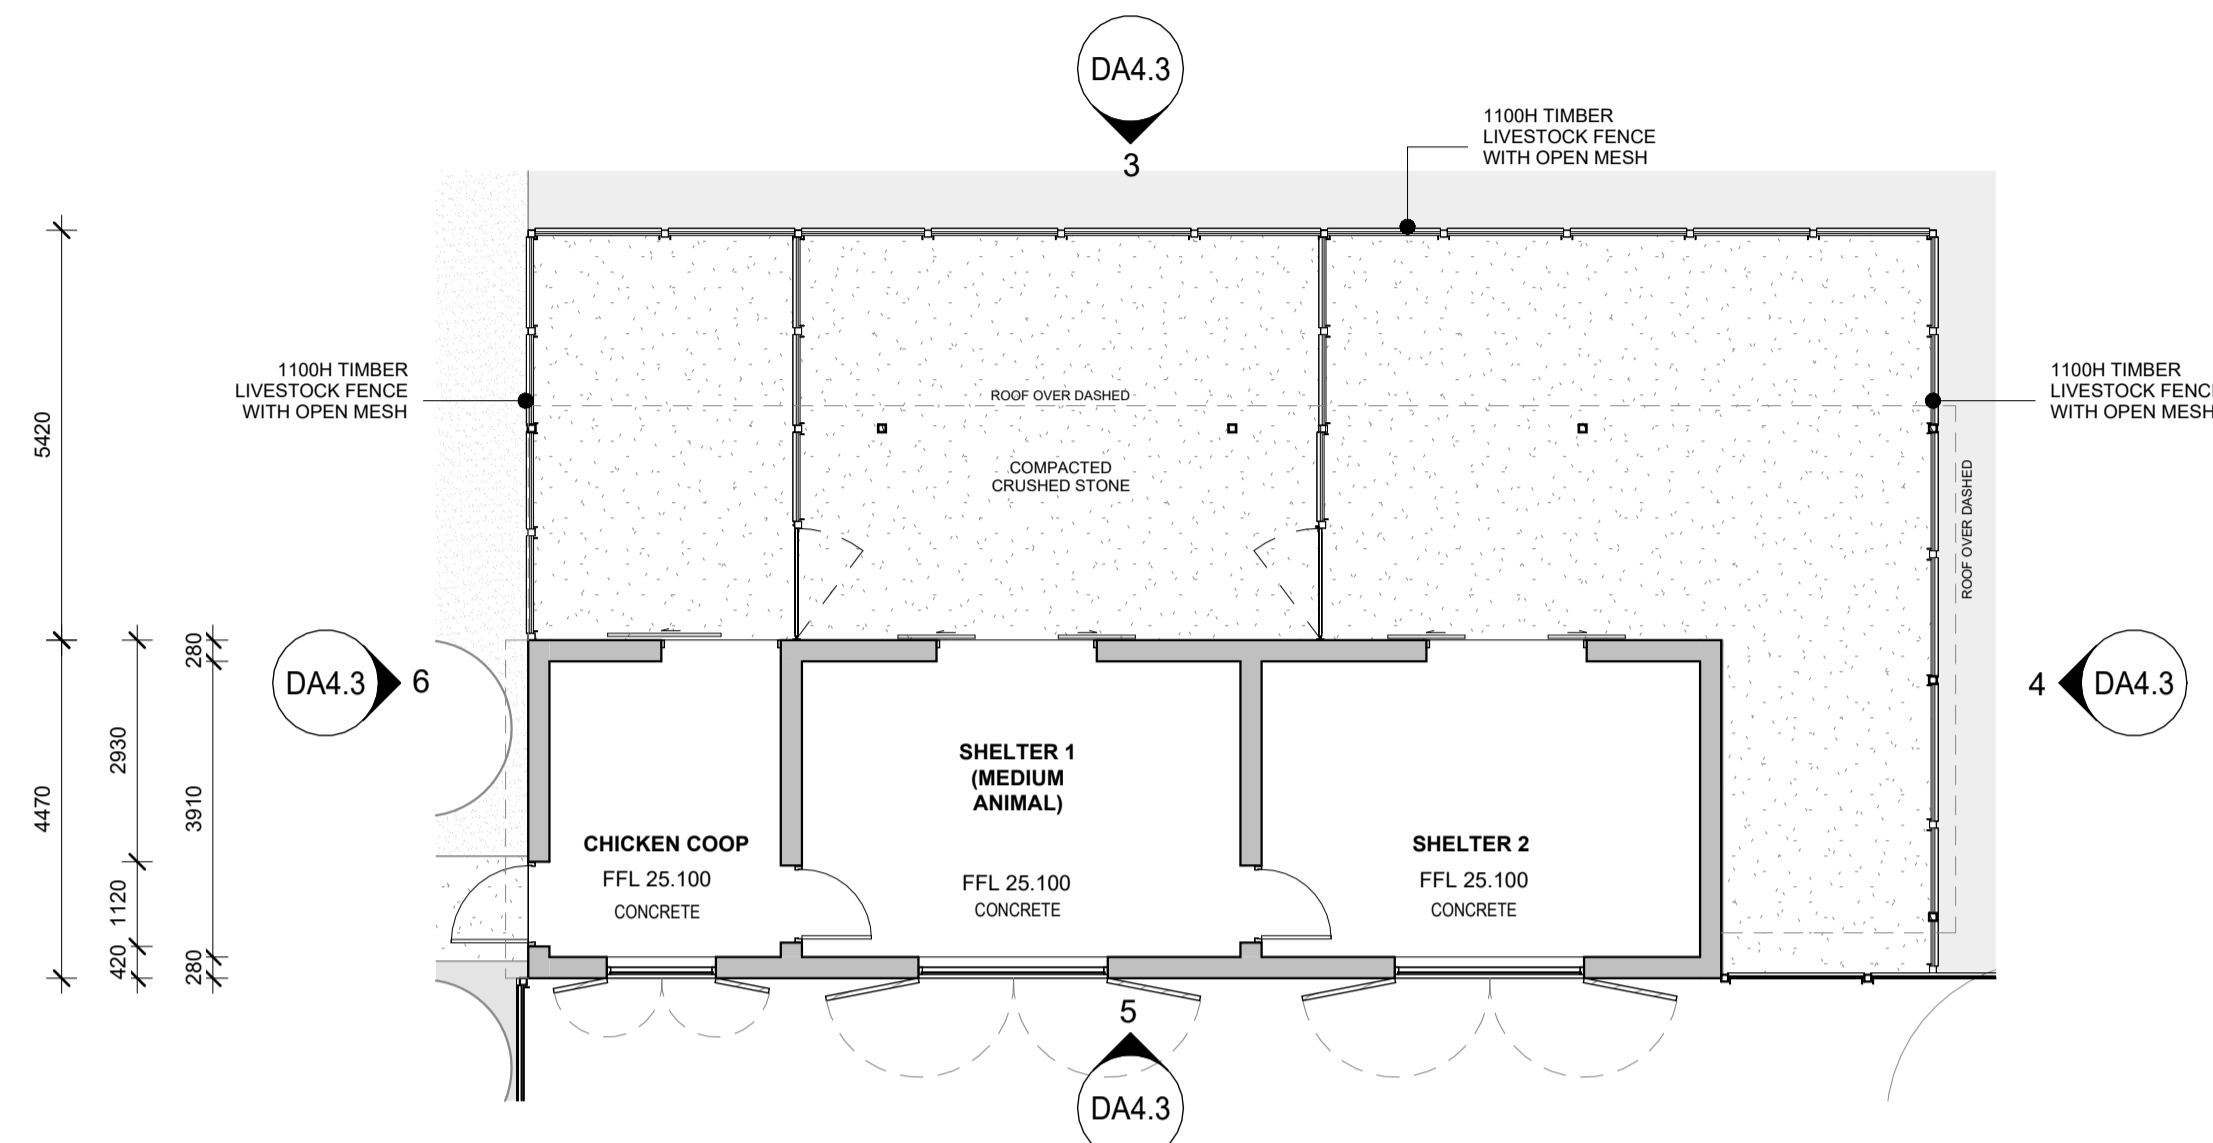 DA4.3
3
1100H TIMBER
LIVESTOCK FENCE
WITH OPEN MESH
1100H TIMBER
LIVESTOCK FENCE
WITH OPEN MESH
1100H TIMBER
LIVESTOCK FENCE
WITH OPEN MESH
ROOF OVER DASHED
COMPACTED
CRUSHED STONE
ROOF OVER DASHED
5420
4470
2930
1120
420
280
3910
280
DA4.3
6
4
DA4.3
SHELTER 1
(MEDIUM
ANIMAL)
FFL 25.100
CONCRETE
CHICKEN COOP
FFL 25.100
CONCRETE
SHELTER 2
FFL 25.100
CONCRETE
5
DA4.3